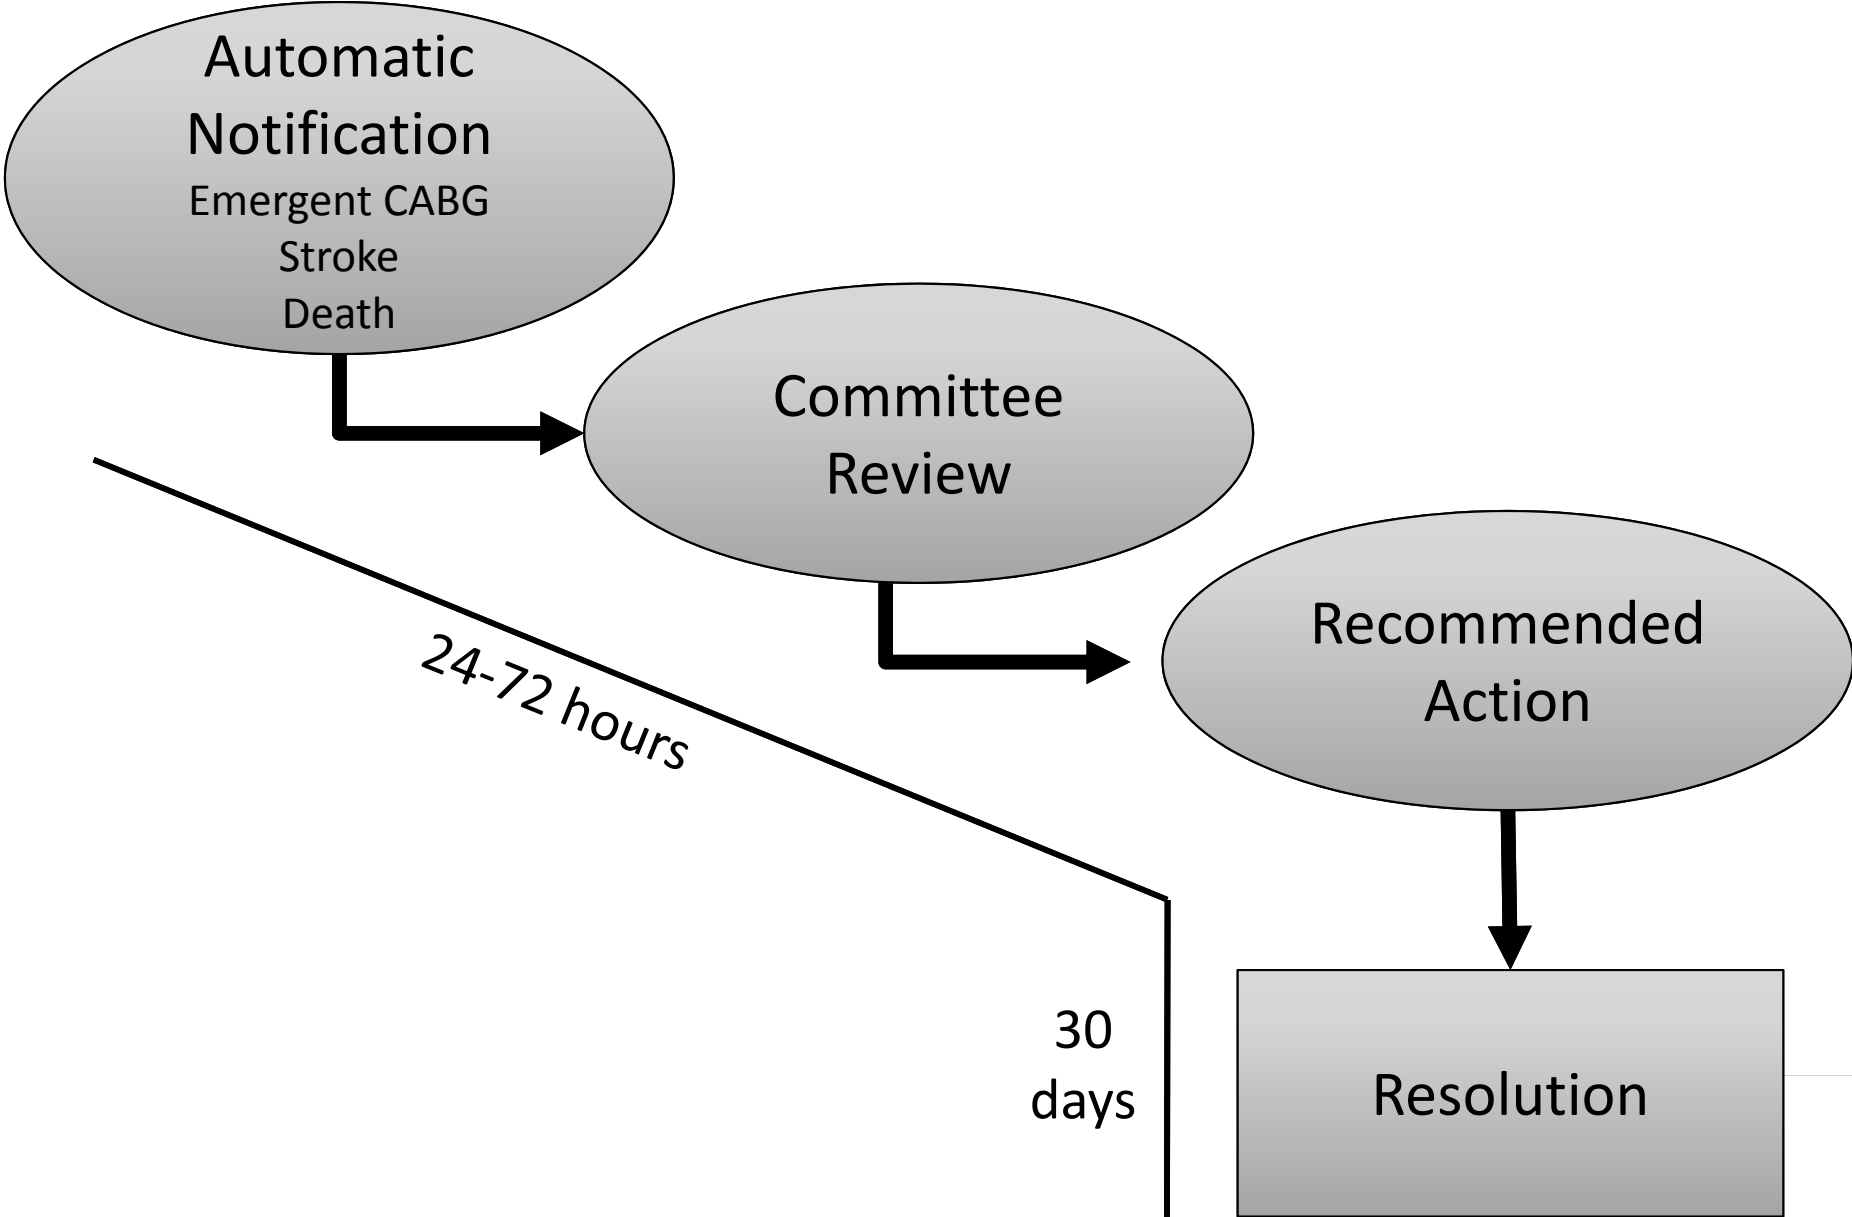 Automatic
Notification
Emergent CABG
Stroke
Death
Committee
Review
Recommended
Action
24-72 hours
30
days
Resolution